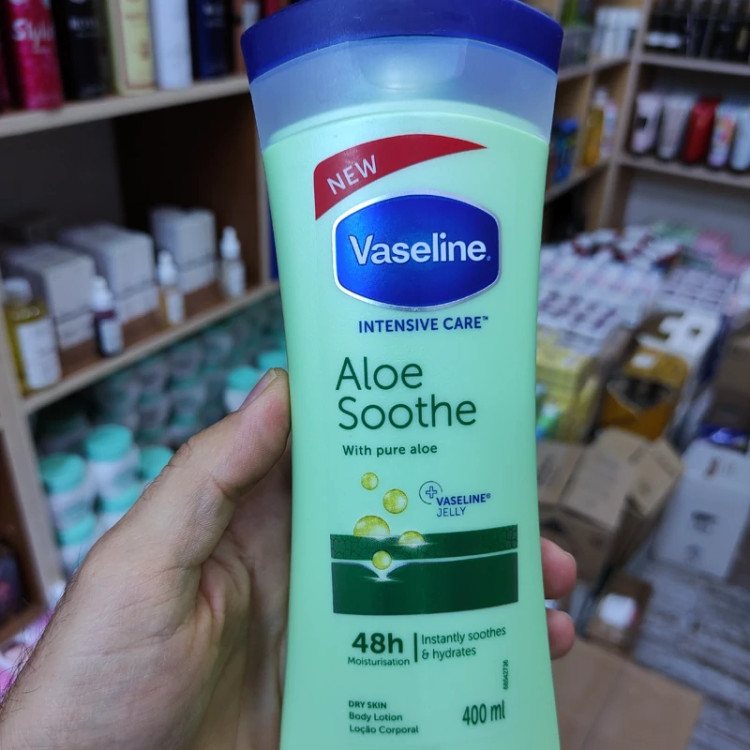 NEW
Vaseline®
INTENSIVE CARE™
Aloe
Soothe
With pure aloe
VASELINE®
JELLY
48h
Moisturisation
Instantly soothes
& hydrates
DRY SKIN
Body Lotion
Loção Corporal
400 ml